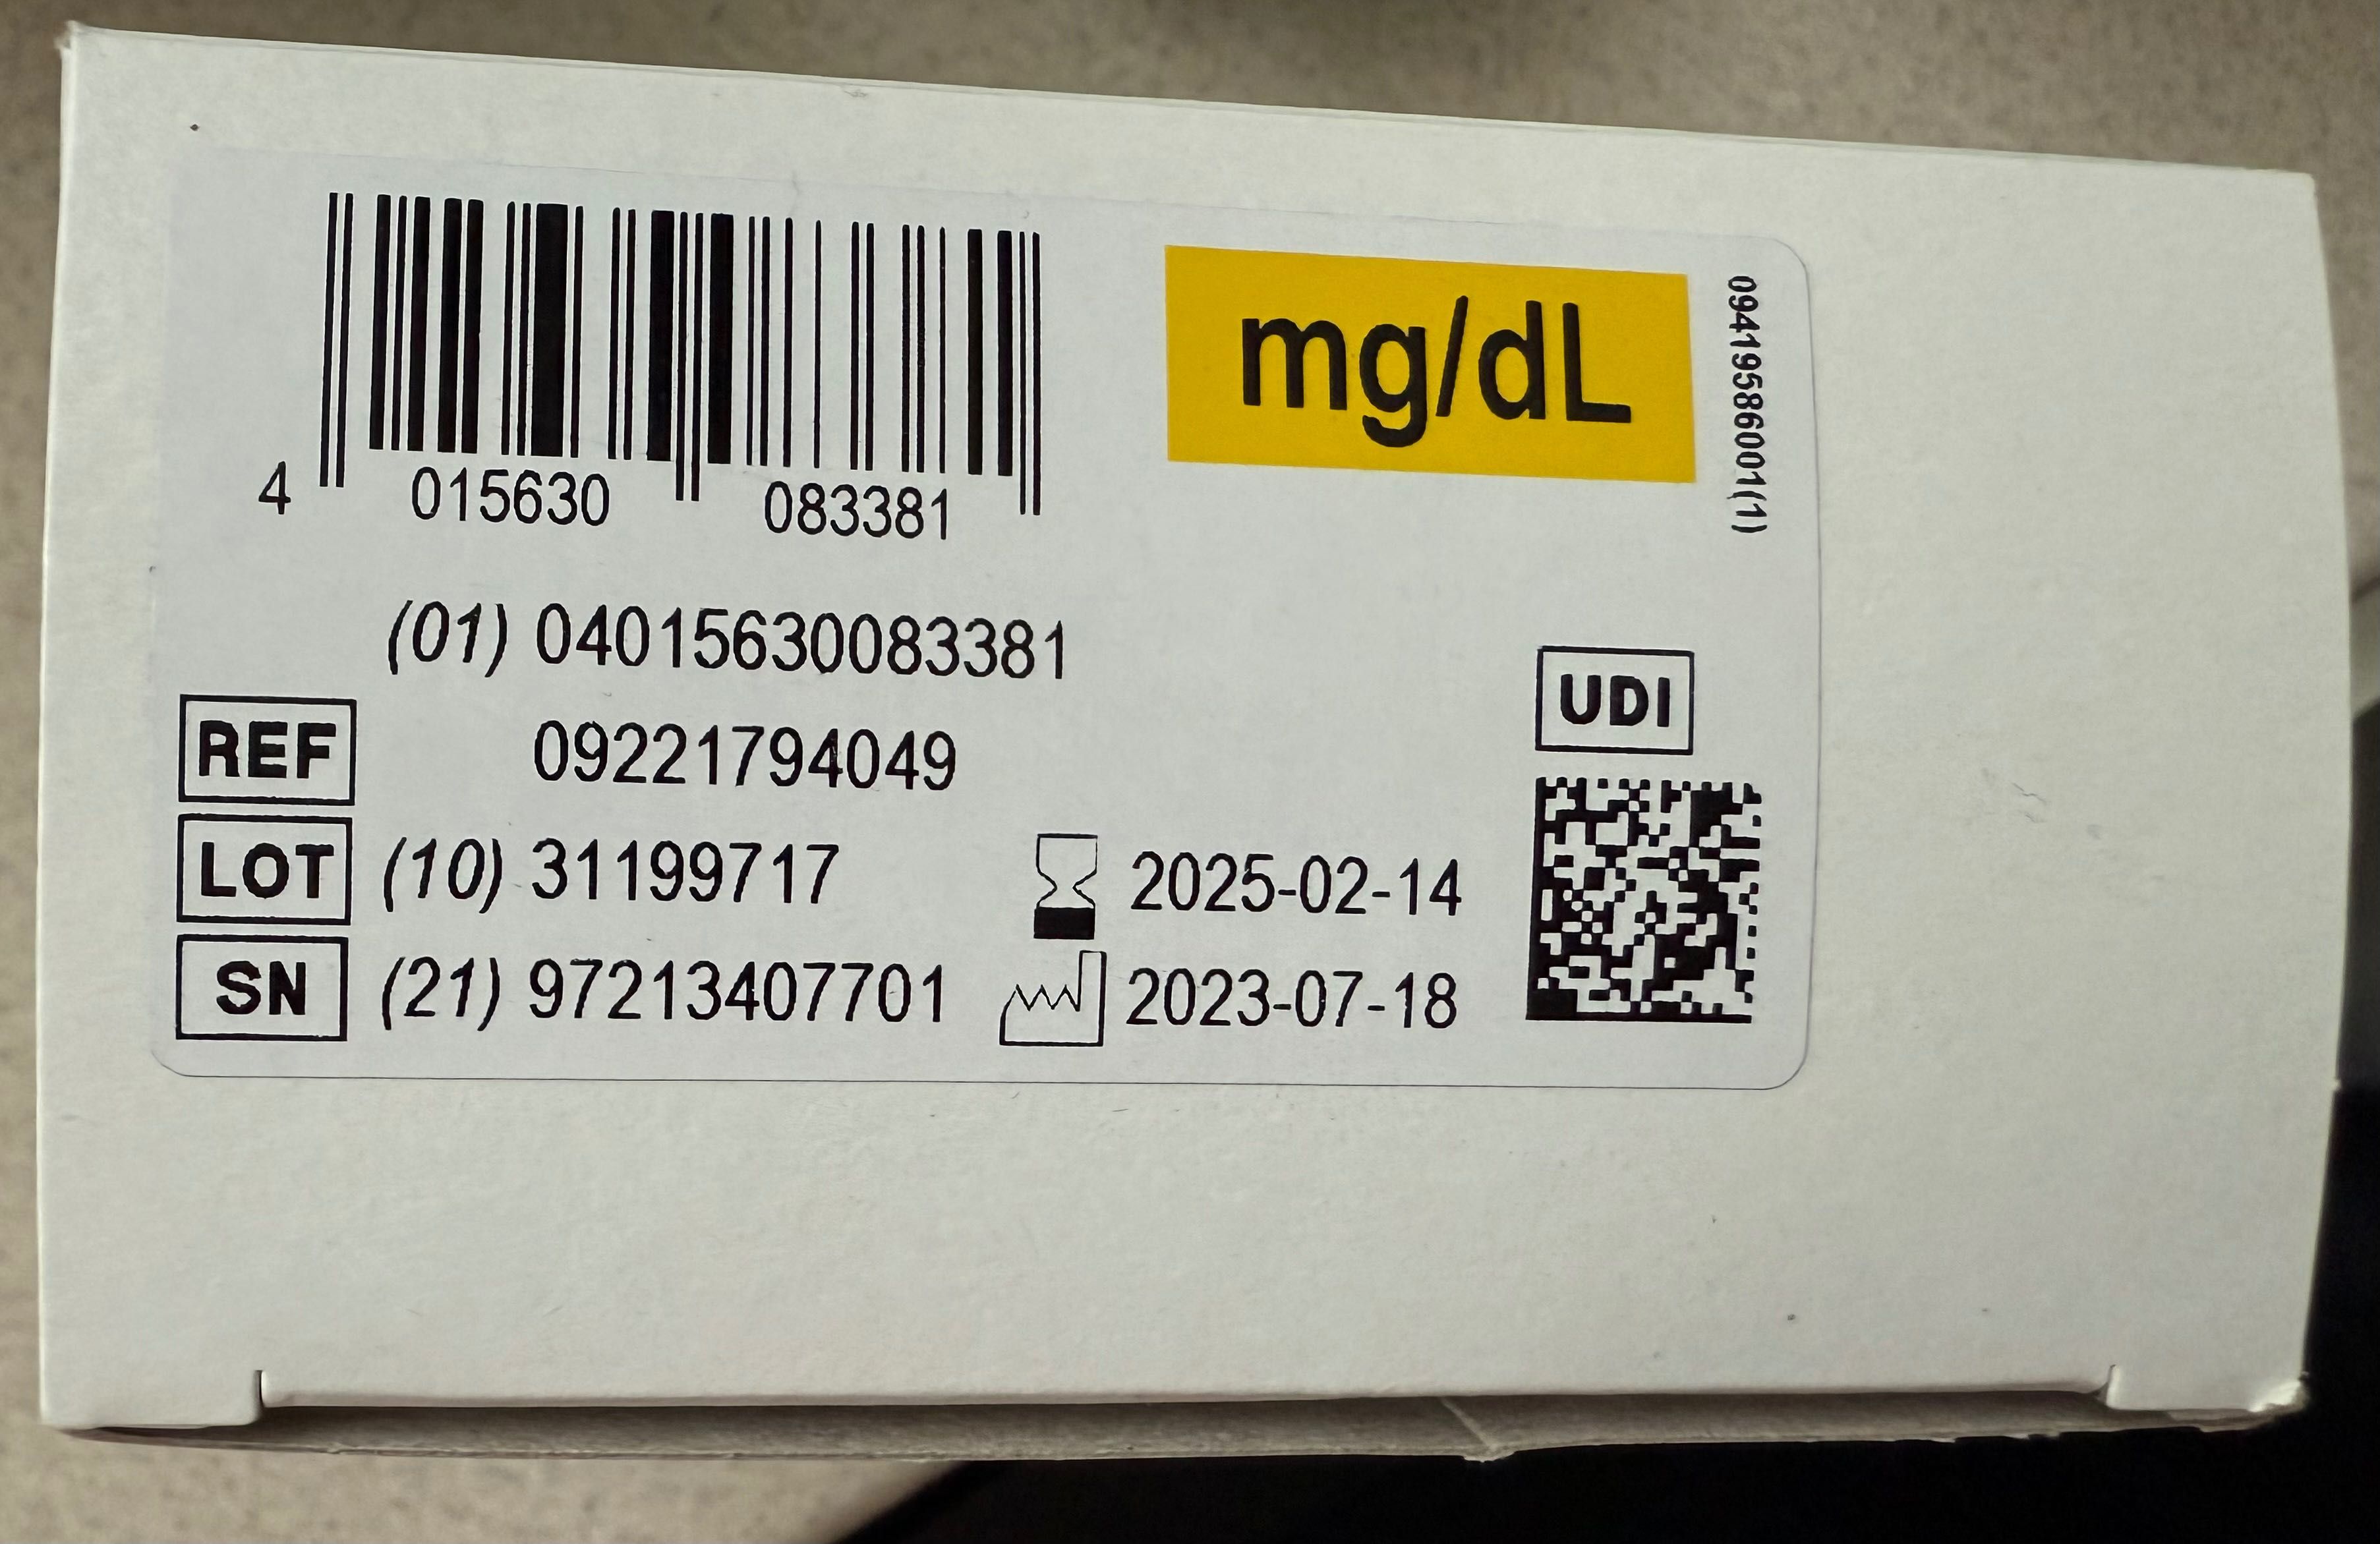 mg/dL
09419586001(1)
4 015630 083381
(01) 04015630083381
UDI
REF 09221794049
LOT (10) 31199717 2025-02-14
SN (21) 97213407701 2023-07-18